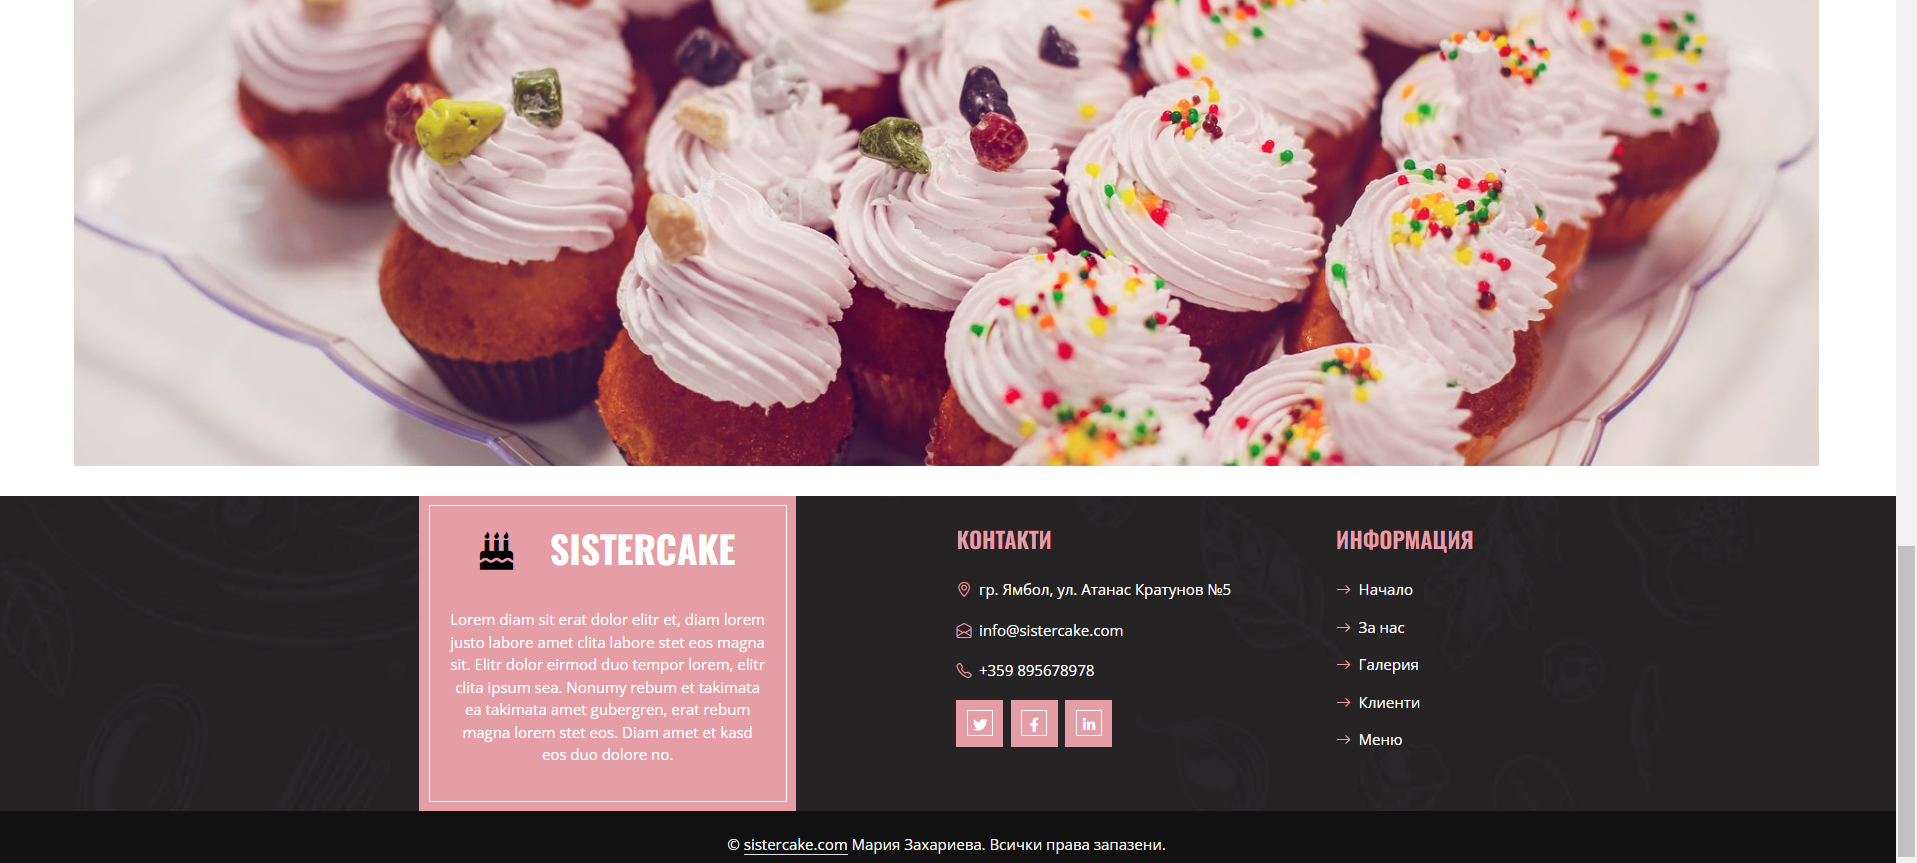 SISTERCAKE
Lorem diam sit erat dolor elitr et, diam lorem
justo labore amet clita labore stet eos magna
sit. Elitr dolor eirmod duo tempor lorem, elitr
clita ipsum sea. Nonumy rebum et takimata
ea takimata amet gubergren, erat rebum
magna lorem stet eos. Diam amet et kasd
eos duo dolore no.
КОНТАКТИ
гр. Ямбол, ул. Атанас Кратунов №5
info@sistercake.com
+359 895678978
ИНФОРМАЦИЯ
Начало
За нас
Галерия
Клиенти
Меню
© sistercake.com Мария Захариева. Всички права запазени.